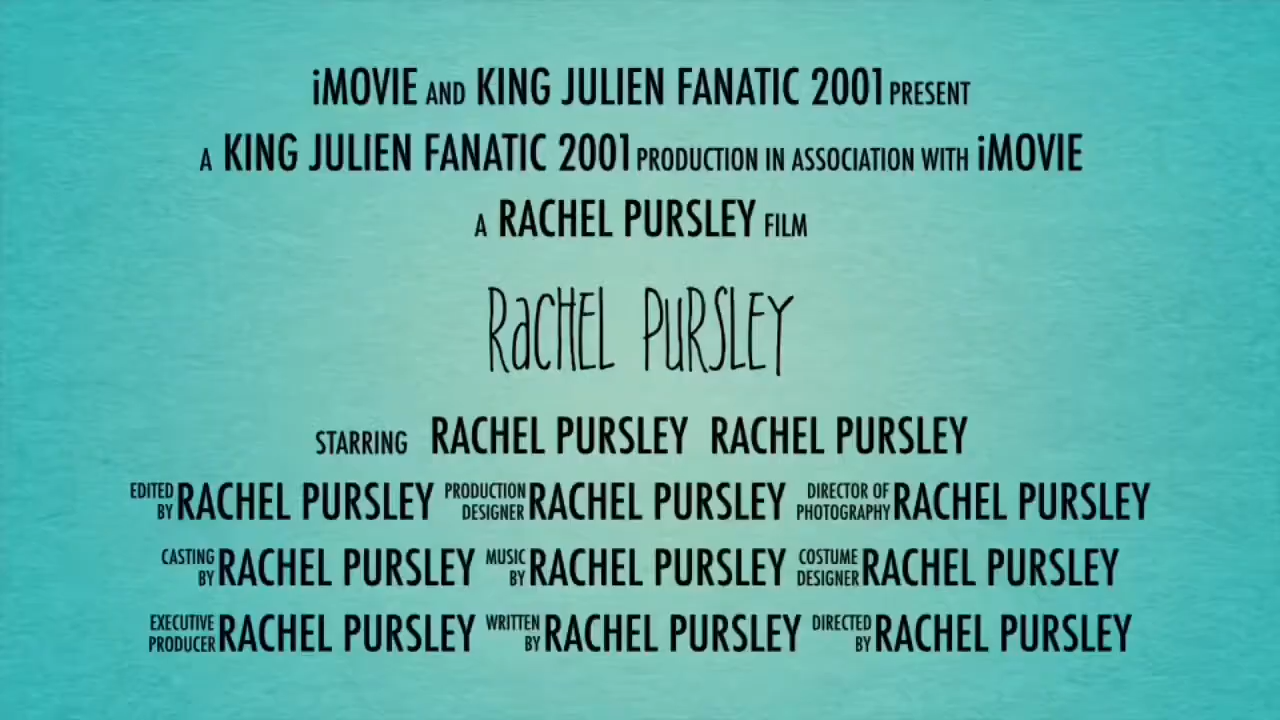 iMOVIE AND KING JULIEN FANATIC 2001 PRESENT
A KING JULIEN FANATIC 2001 PRODUCTION IN ASSOCIATION WITH iMOVIE
A RACHEL PURSLEY FILM
RaCHEL PURSLEY
STARRING RACHEL PURSLEY RACHEL PURSLEY
EDITED BY RACHEL PURSLEY PRODUCTION DESIGNER RACHEL PURSLEY DIRECTOR OF PHOTOGRAPHY RACHEL PURSLEY
CASTING BY RACHEL PURSLEY MUSIC BY RACHEL PURSLEY COSTUME DESIGNER RACHEL PURSLEY
EXECUTIVE PRODUCER RACHEL PURSLEY WRITTEN BY RACHEL PURSLEY DIRECTED BY RACHEL PURSLEY